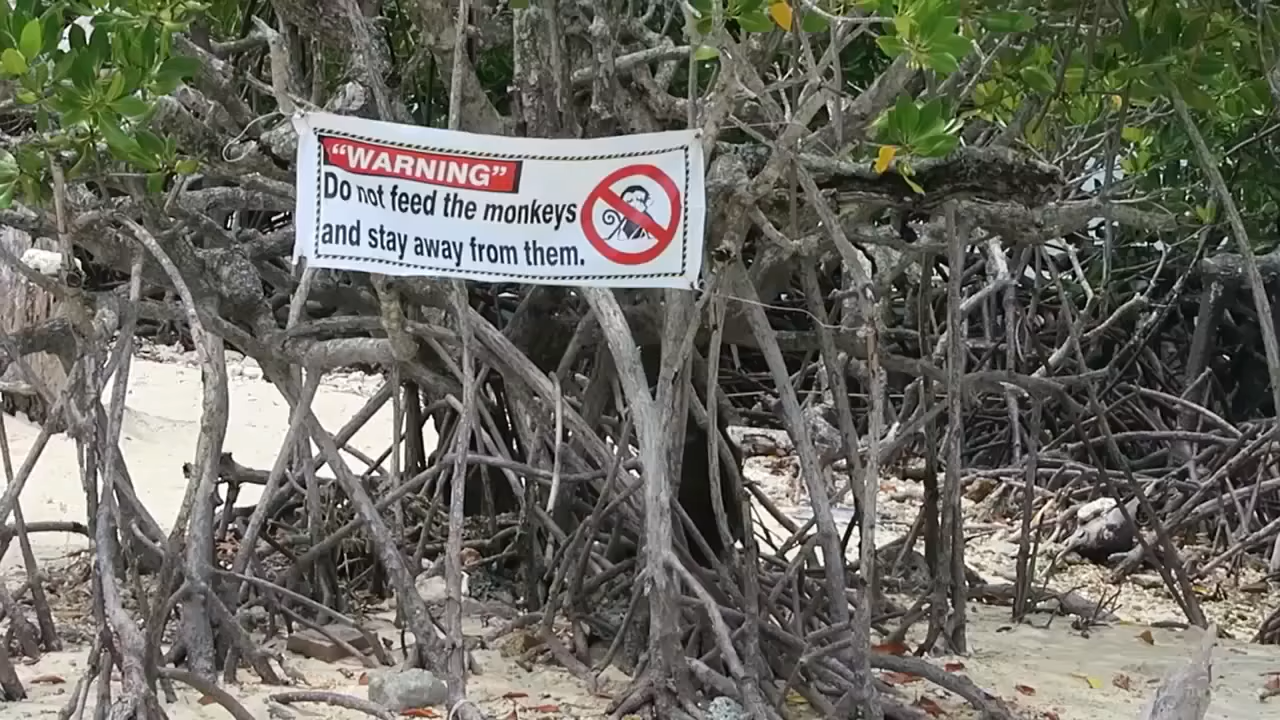 “WARNING”
Do not feed the monkeys
and stay away from them.